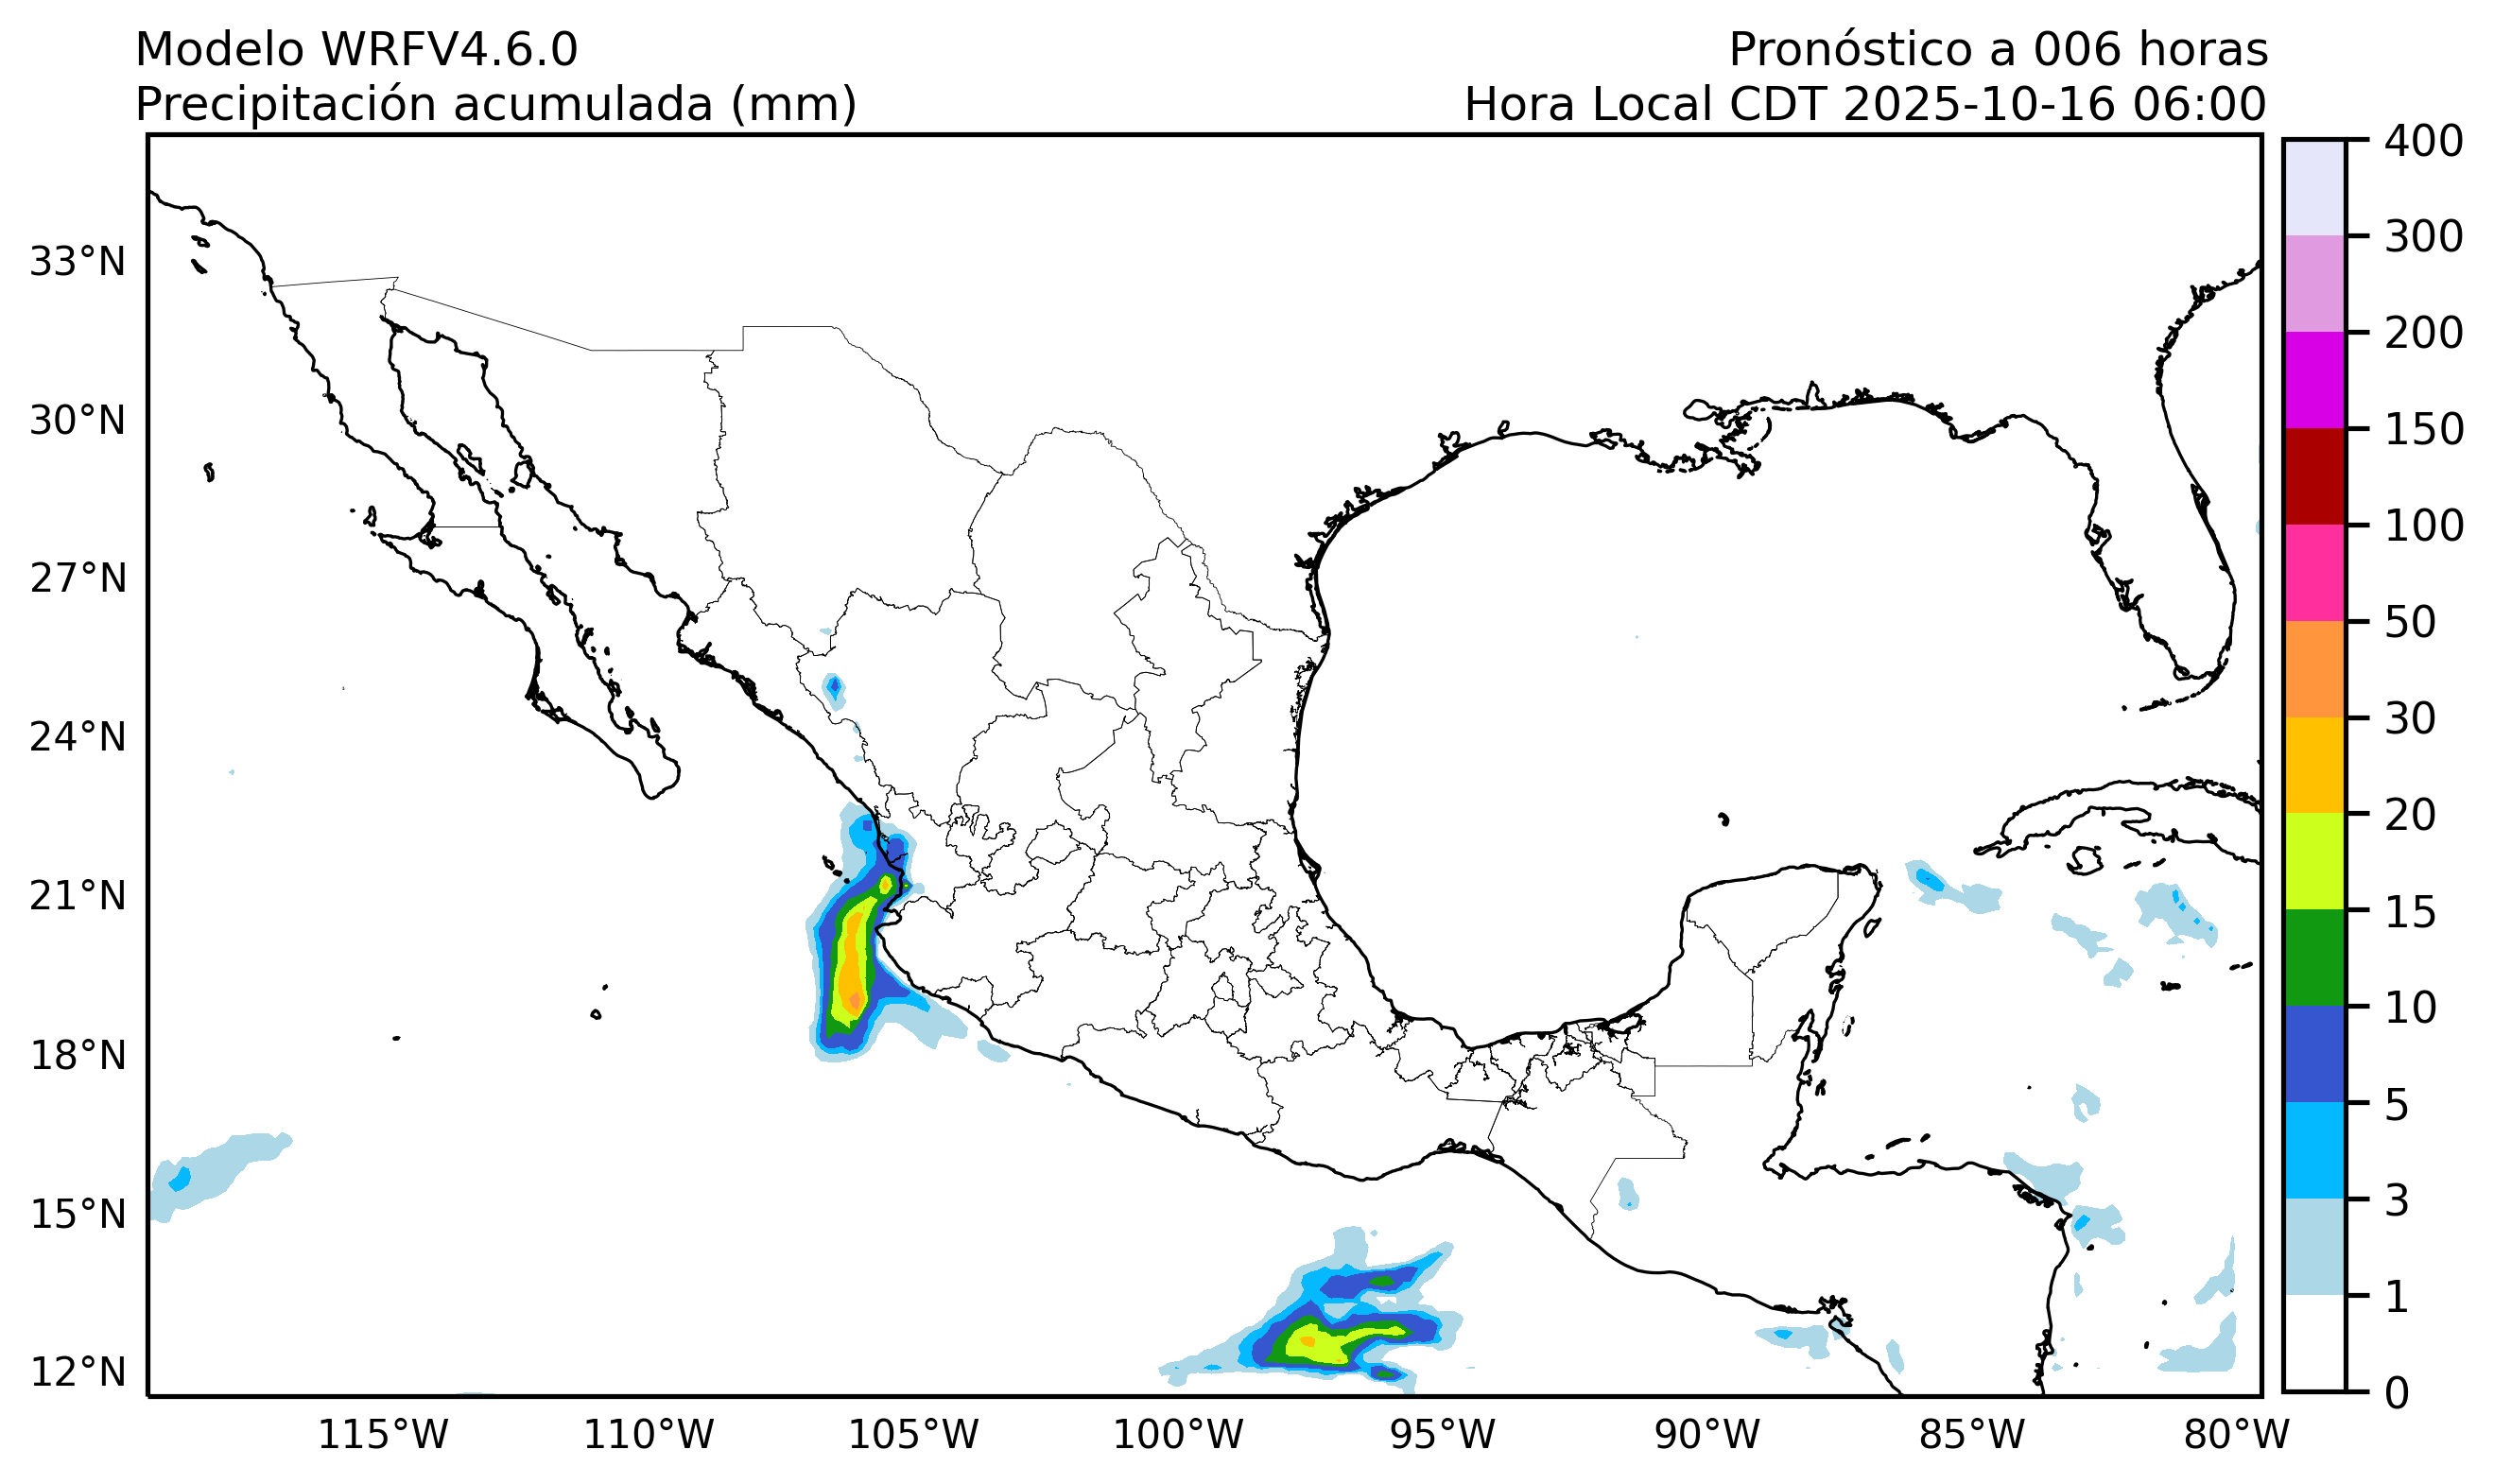 Modelo WRFV4.6.0
Pronóstico a 006 horas
Precipitación acumulada (mm)
Hora Local CDT 2025-10-16 06:00
33°N
30°N
27°N
24°N
21°N
18°N
15°N
12°N
115°W
110°W
105°W
100°W
95°W
90°W
85°W
80°W
400
300
200
150
100
50
30
20
15
10
5
3
1
0